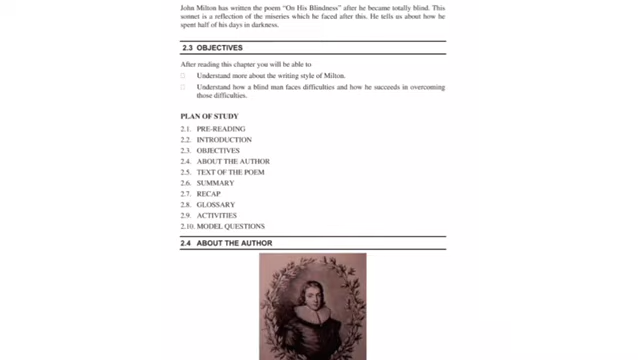 John Milton has written the poem “On His Blindness” after he became totally blind. This
sonnet is a reflection of the miseries which he faced after this. He tells us about how he
spent half of his days in darkness.
2.3 OBJECTIVES
After reading this chapter you will be able to
Understand more about the writing style of Milton.
Understand how a blind man faces difficulties and how he succeeds in overcoming
those difficulties.
PLAN OF STUDY
2.1. PRE-READING
2.2. INTRODUCTION
2.3. OBJECTIVES
2.4. ABOUT THE AUTHOR
2.5. TEXT OF THE POEM
2.6. SUMMARY
2.7. RECAP
2.8. GLOSSARY
2.9. ACTIVITIES
2.10. MODEL QUESTIONS
2.4 ABOUT THE AUTHOR